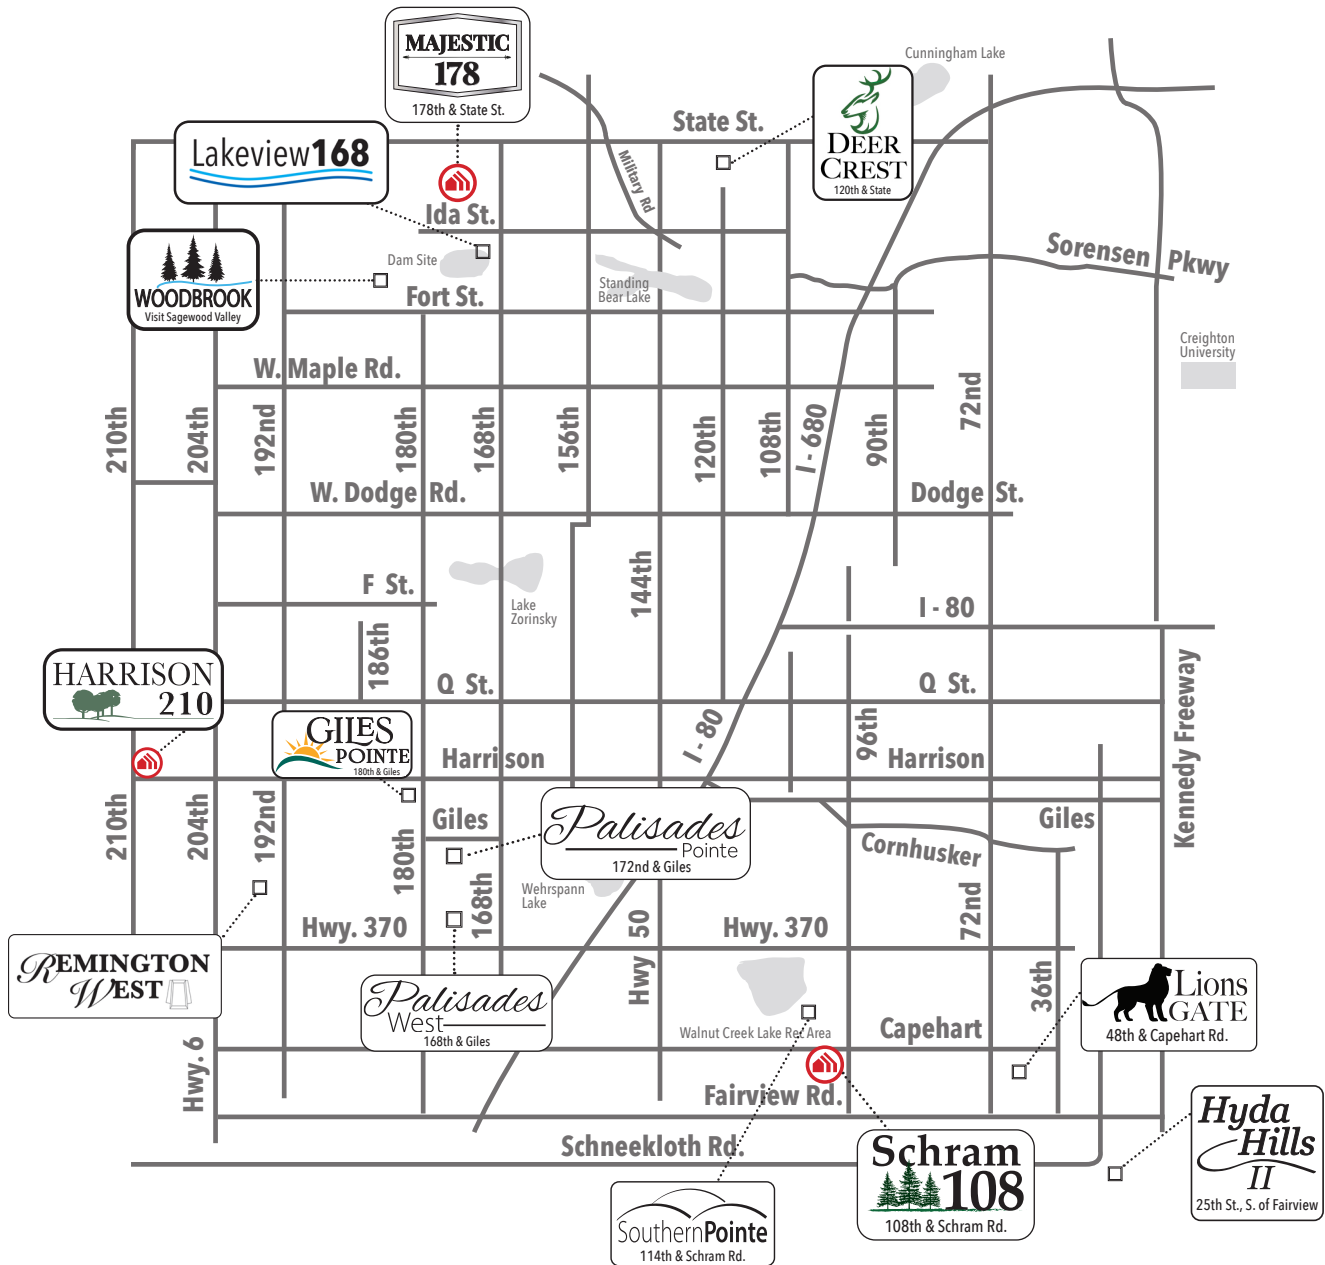 MAJESTIC
178
178th & State St.
Cunningham Lake
State St.
DEER
CREST
120th & State
Lakeview168
Military Rd
Ida St.
WOODBROOK
Visit Sagewood Valley
Dam Site
Standing
Bear Lake
Sorensen Pkwy
Fort St.
Creighton
University
W. Maple Rd.
210th
204th
192nd
180th
168th
156th
120th
108th
I - 680
90th
72nd
W. Dodge Rd.
Dodge St.
F St.
Lake
Zorinsky
144th
I - 80
186th
Q St.
Q St.
HARRISON
210
GILES
POINTE
180th & Giles
Harrison
I - 80
96th
Harrison
Kennedy Freeway
210th
204th
192nd
180th
Giles
168th
Palisades
Pointe
172nd & Giles
Giles
Cornhusker
Wehrspann
Lake
Hwy. 370
Hwy 50
Hwy. 370
72nd
REMINGTON
WEST
Palisades
West
168th & Giles
36th
Lions
GATE
48th & Capehart Rd.
Walnut Creek Lake Rec Area
Capehart
Hwy. 6
Fairview Rd.
Schneekloth Rd.
Schram
108
108th & Schram Rd.
Hyda
Hills
II
25th St., S. of Fairview
SouthernPointe
114th & Schram Rd.